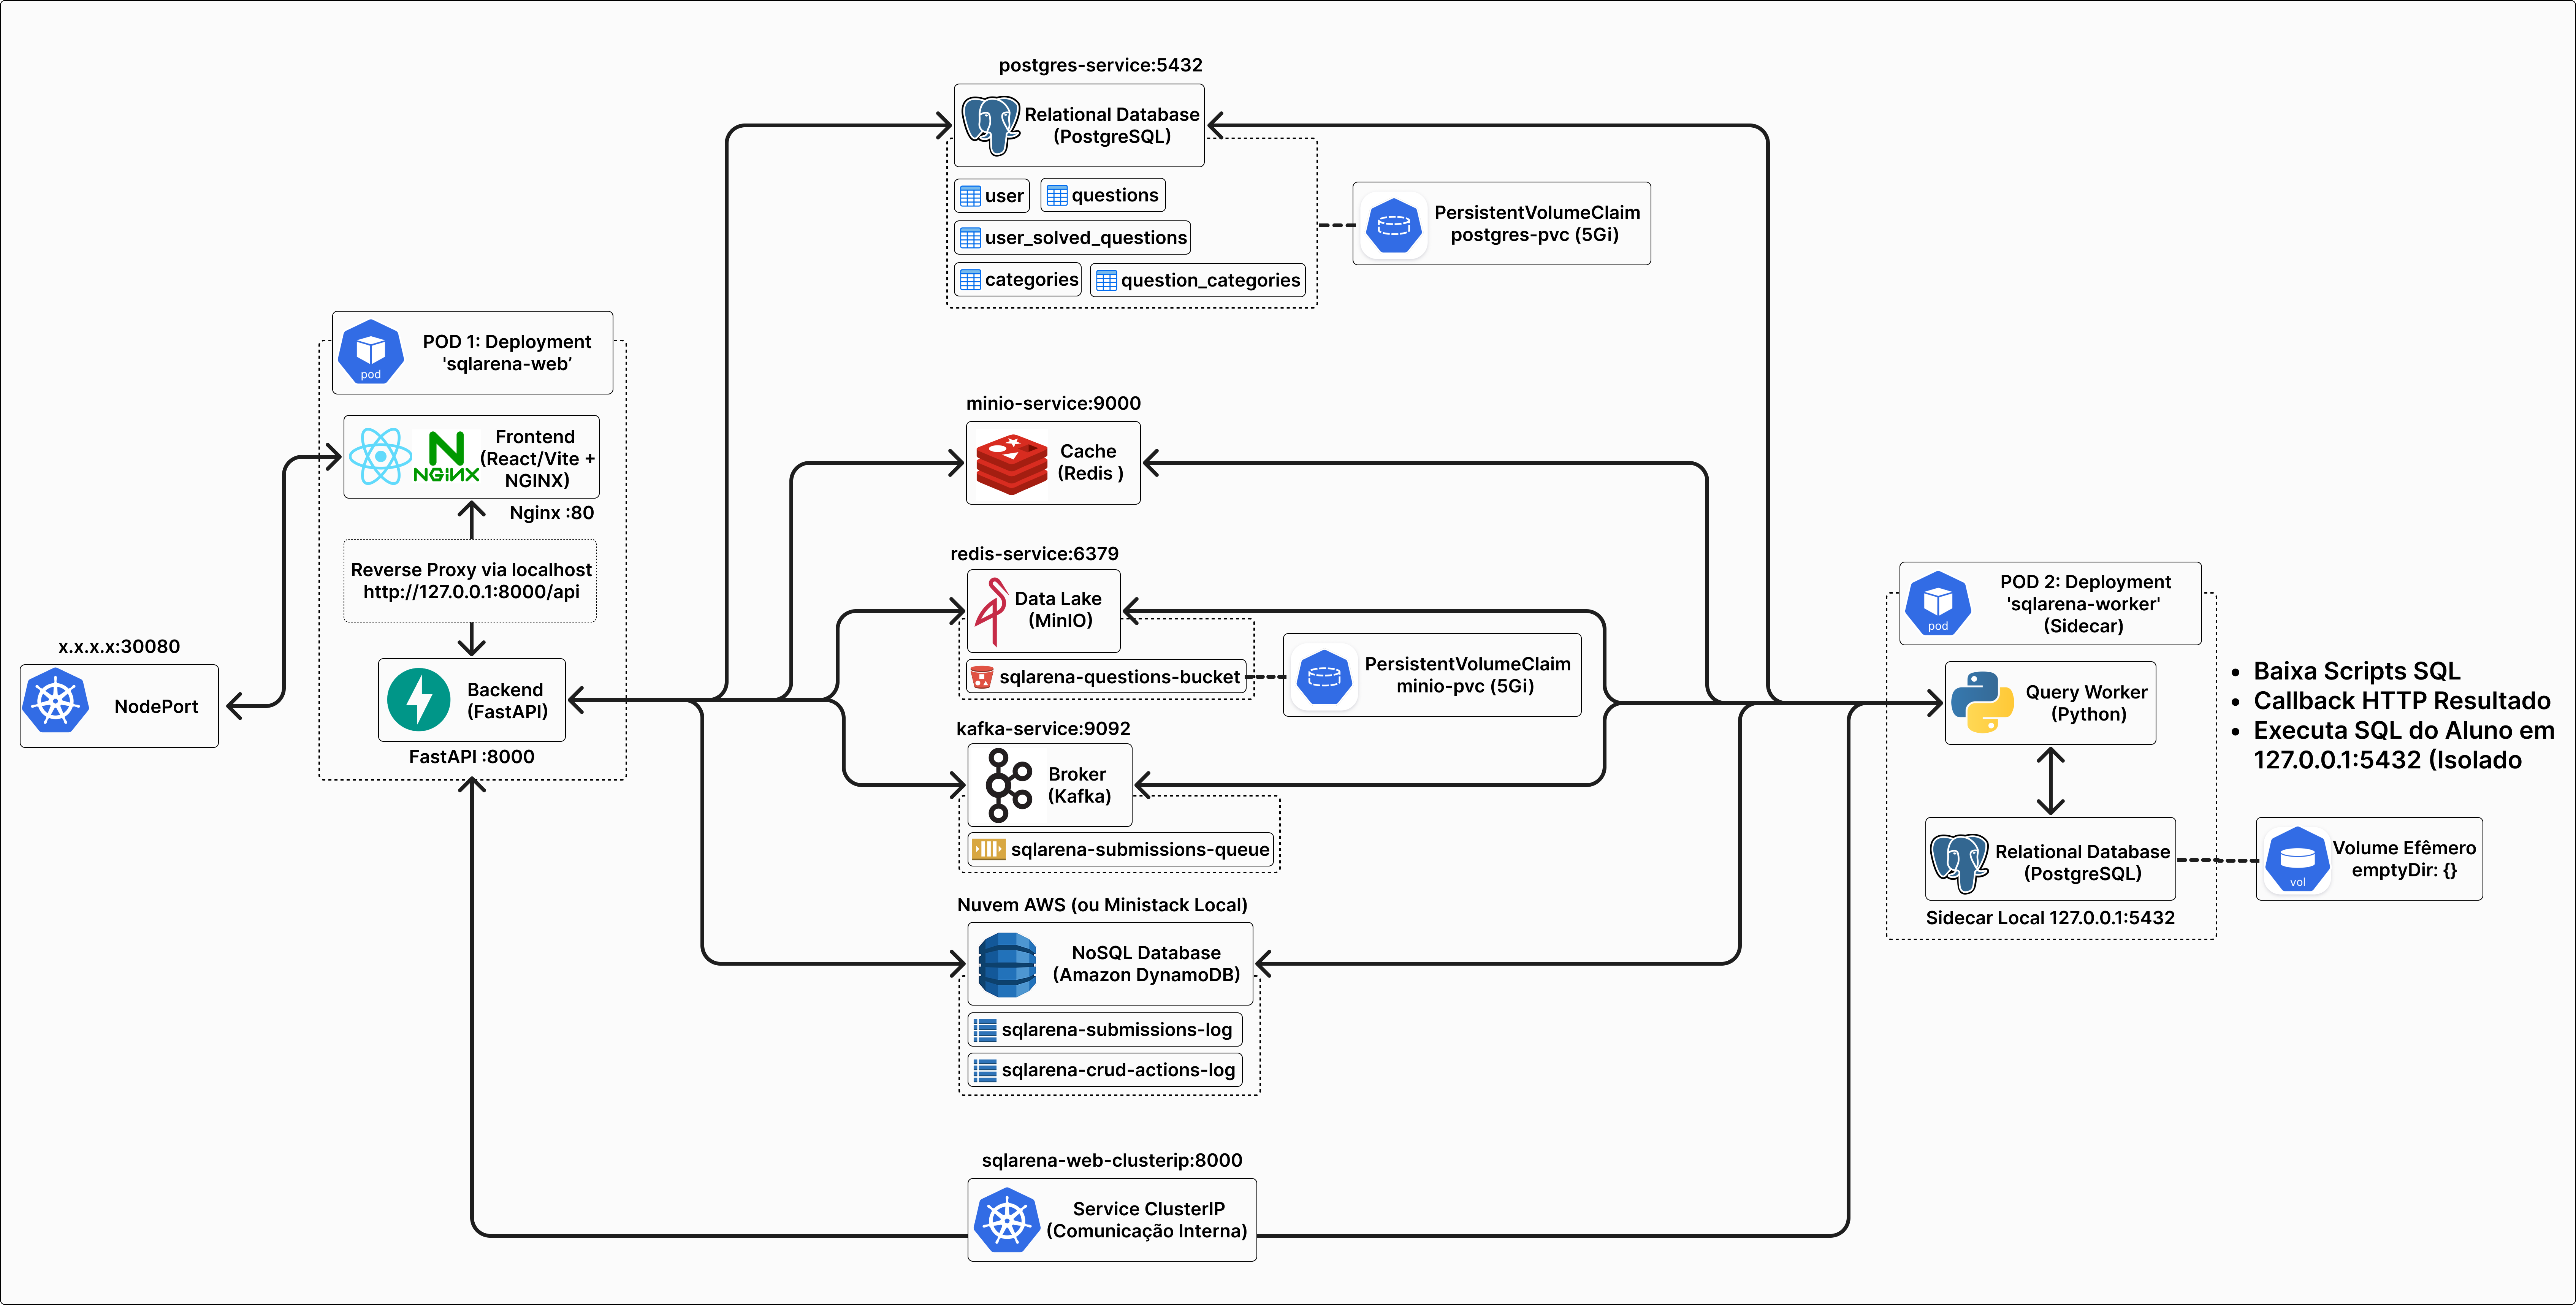 postgres-service:5432
Relational Database
(PostgreSQL)
user
questions
user_solved_questions
categories
question_categories
PersistentVolumeClaim
postgres-pvc (5Gi)
POD 1: Deployment
'sqlarena-web’
pod
Frontend
(React/Vite +
NGINX)
NGINX
Nginx :80
Reverse Proxy via localhost
http://127.0.0.1:8000/api
Backend
(FastAPI)
FastAPI :8000
x.x.x.x:30080
NodePort
minio-service:9000
Cache
(Redis )
redis-service:6379
Data Lake
(MinIO)
sqlarena-questions-bucket
PersistentVolumeClaim
minio-pvc (5Gi)
kafka-service:9092
Broker
(Kafka)
sqlarena-submissions-queue
Nuvem AWS (ou Ministack Local)
NoSQL Database
(Amazon DynamoDB)
sqlarena-submissions-log
sqlarena-crud-actions-log
sqlarena-web-clusterip:8000
Service ClusterIP
(Comunicação Interna)
POD 2: Deployment
'sqlarena-worker'
(Sidecar)
pod
Query Worker
(Python)
Relational Database
(PostgreSQL)
Sidecar Local 127.0.0.1:5432
• Baixa Scripts SQL
• Callback HTTP Resultado
• Executa SQL do Aluno em
127.0.0.1:5432 (Isolado
Volume Efêmero
emptyDir: {}
vol